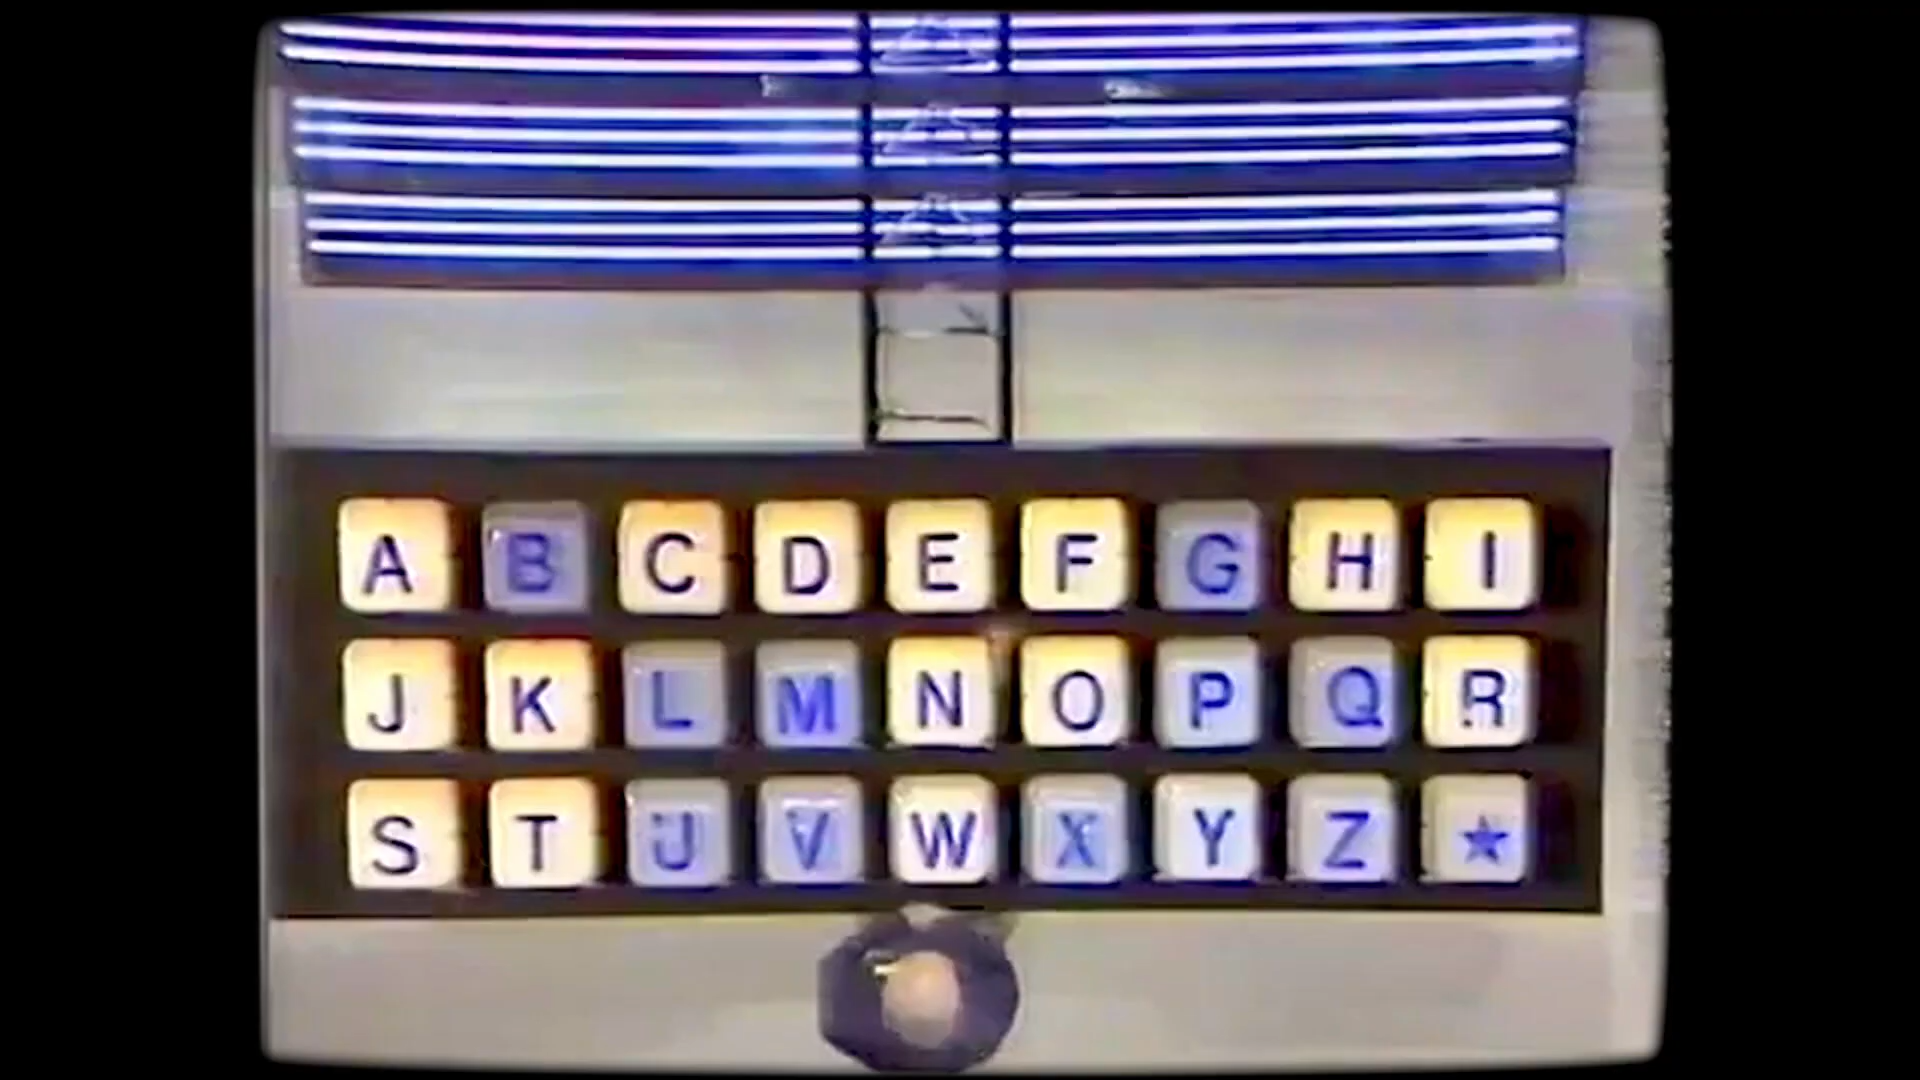 A B C D E F G H I
J K L M N O P Q R
S T U V W X Y Z ★